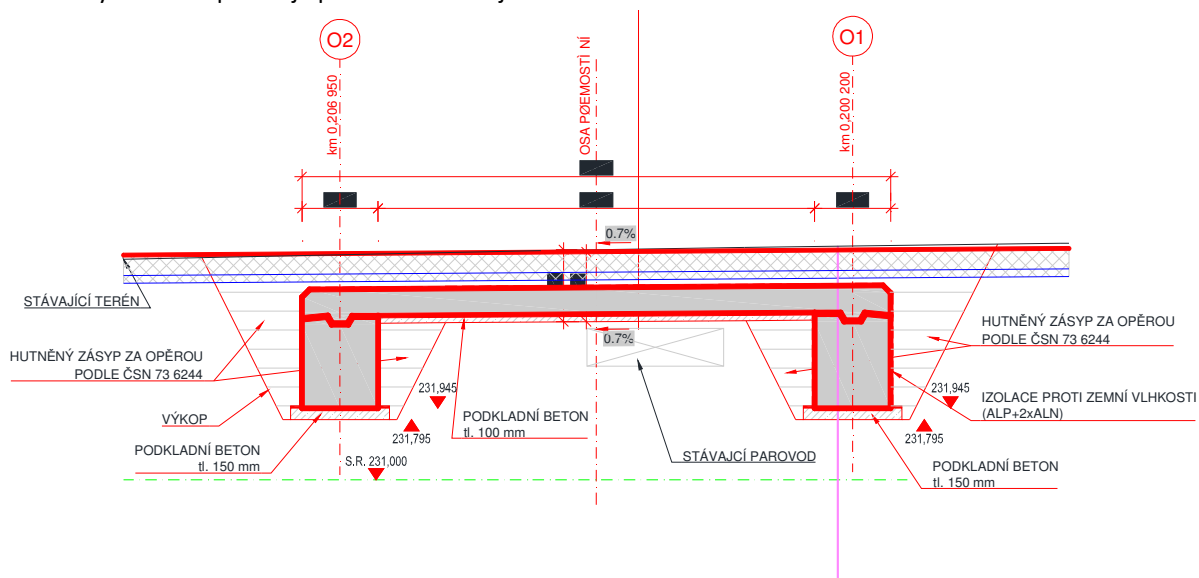 O2
O1
km 0,206 950
OSA PØEMOSTÌ NÍ
km 0,200 200
0.7%
STÁVAJÍCÍ TERÉN
0.7%
HUTNĚNÝ ZÁSYP ZA OPĚROU
PODLE ČSN 73 6244
HUTNĚNÝ ZÁSYP ZA OPĚROU
PODLE ČSN 73 6244
231,945
231,945
IZOLACE PROTI ZEMNÍ VLHKOSTI
(ALP+2xALN)
VÝKOP
PODKLADNÍ BETON
tl. 100 mm
231,795
231,795
PODKLADNÍ BETON
tl. 150 mm
S.R. 231,000
STÁVAJCÍ PAROVOD
PODKLADNÍ BETON
tl. 150 mm